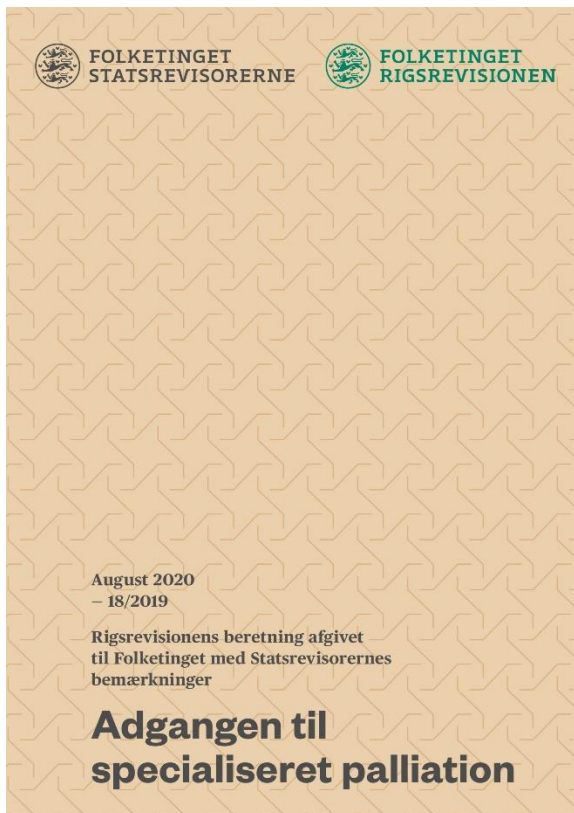 FOLKETINGET
STATSREVISORERNE
FOLKETINGET
RIGSREVISIONEN
August 2020
– 18/2019
Rigsrevisionens beretning afgivet
til Folketinget med Statsrevisorernes
bemærkninger
Adgangen til
specialiseret palliation